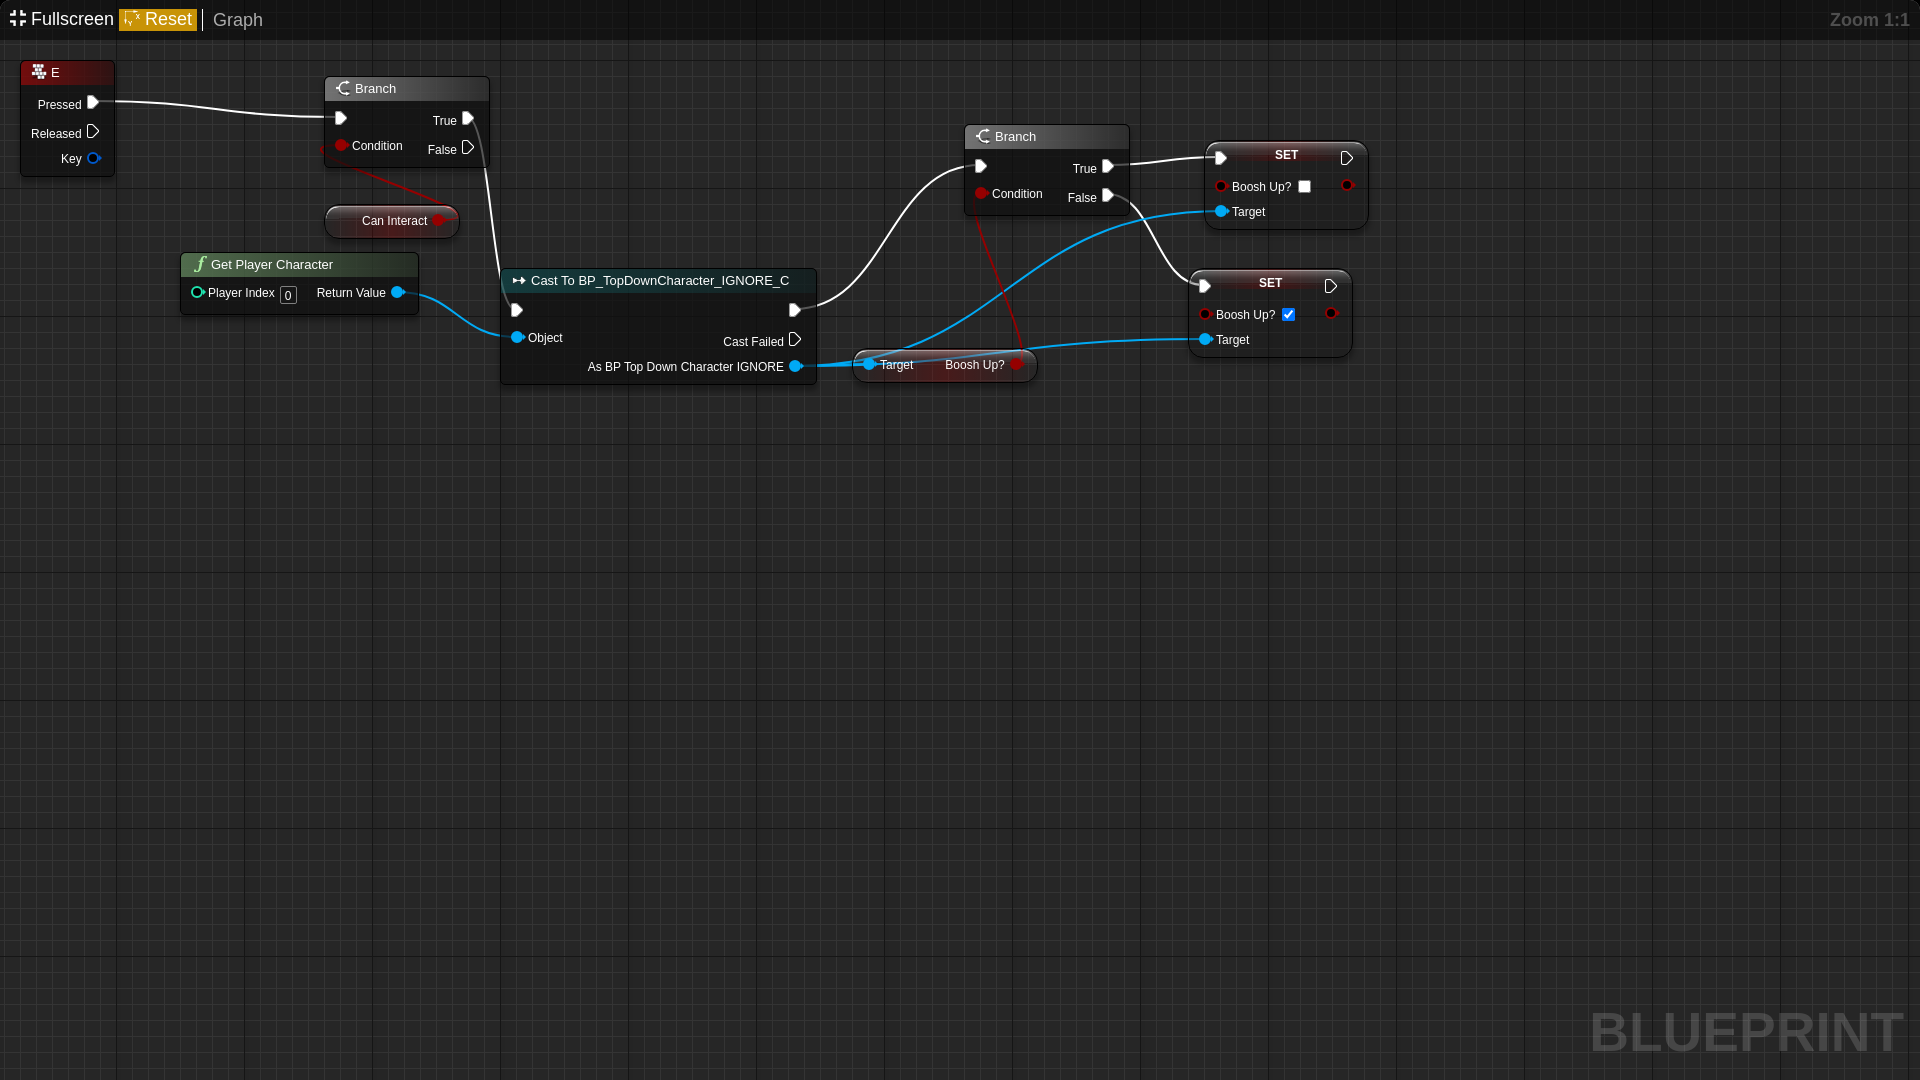 Fullscreen Reset Graph Zoom 1:1
E
Pressed
Released
Key
Branch
True
Condition
False
Can Interact
Get Player Character
Player Index 0 Return Value
Cast To BP_TopDownCharacter_IGNORE_C
Object
Cast Failed
As BP Top Down Character IGNORE
Target Boosh Up?
Branch
True
Condition
False
SET
Boosh Up?
Target
SET
Boosh Up?
Target
BLUEPRINT